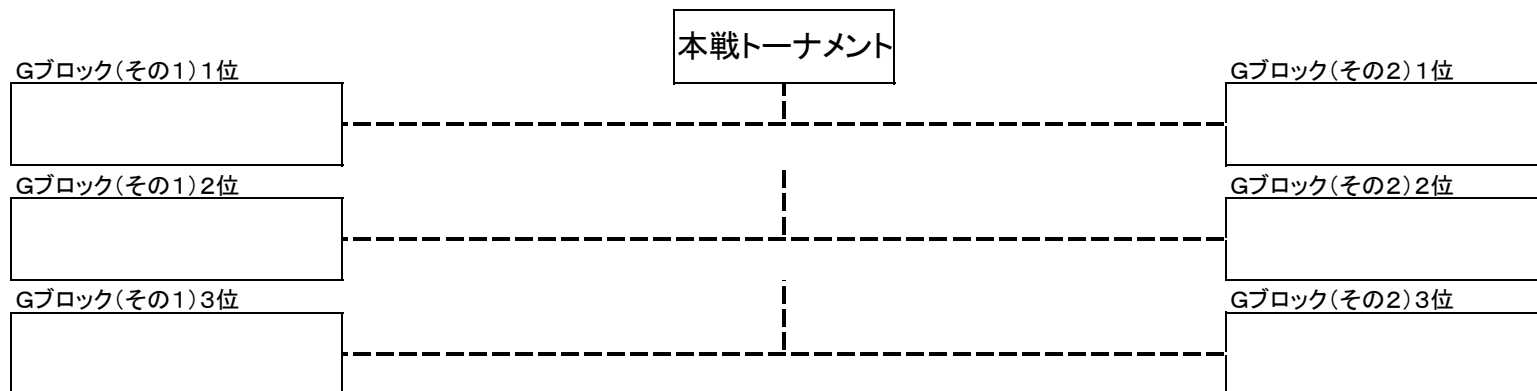 本戦トーナメント
Gブロック(その1)1位
Gブロック(その2)1位
Gブロック(その1)2位
Gブロック(その2)2位
Gブロック(その1)3位
Gブロック(その2)3位